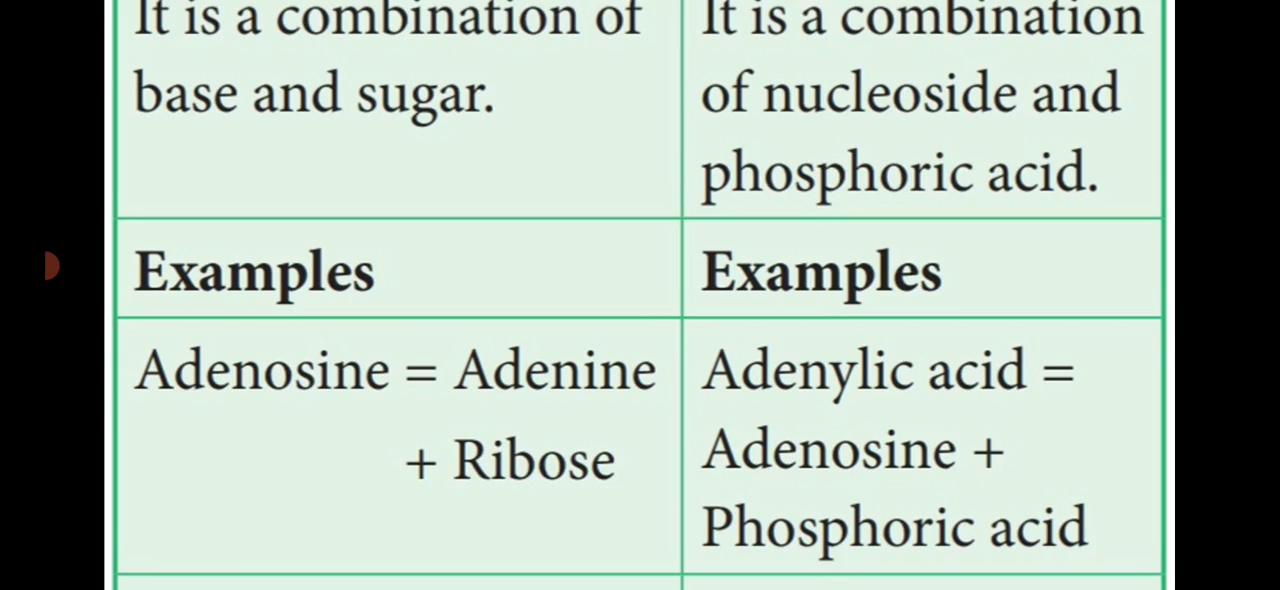 It is a combination of
base and sugar.
It is a combination
of nucleoside and
phosphoric acid.
Examples
Examples
Adenosine = Adenine
+ Ribose
Adenylic acid =
Adenosine +
Phosphoric acid